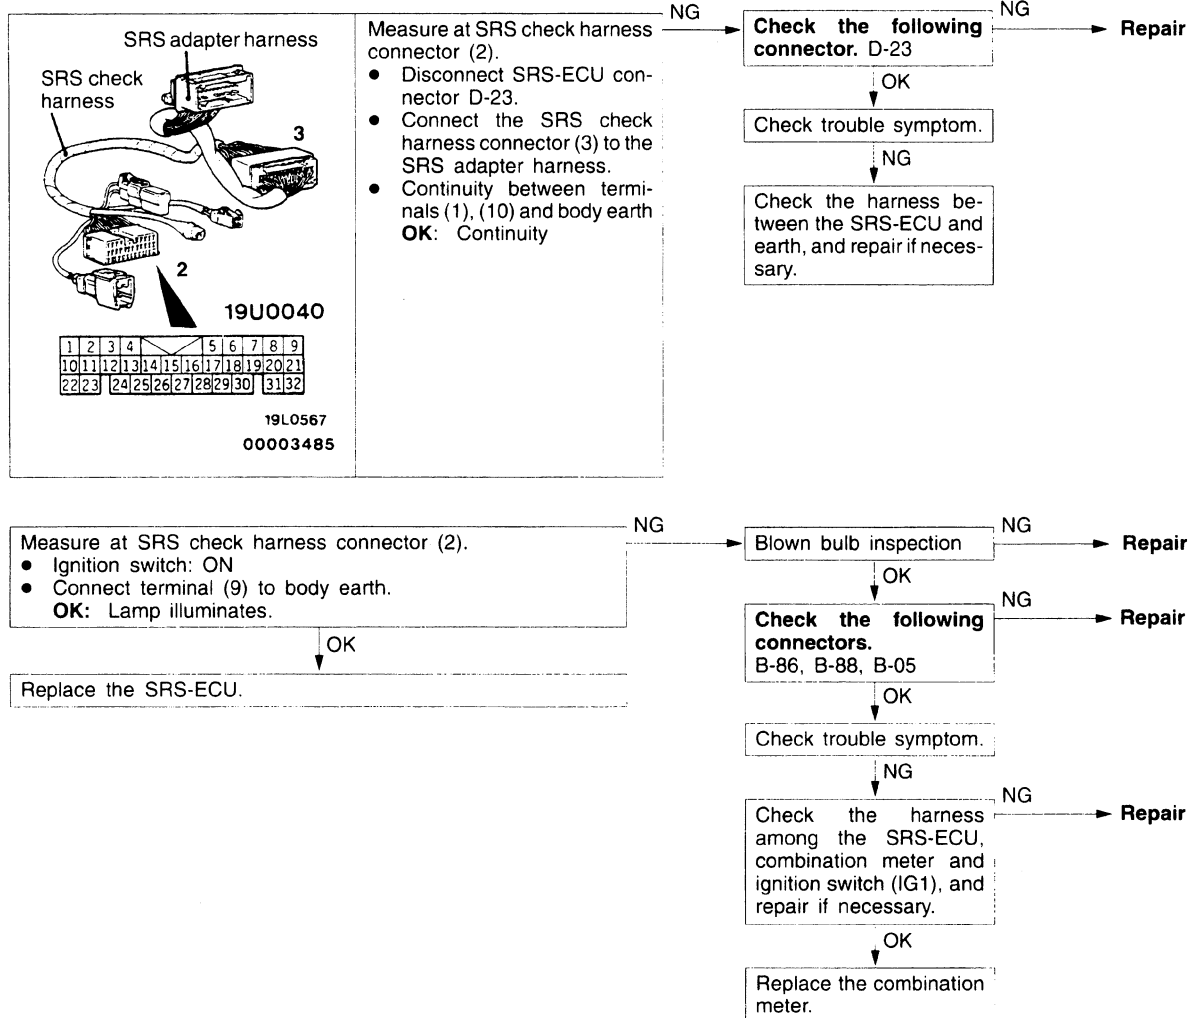 SRS adapter harness
SRS check
harness
3
2
19U0040
1 2 3 4 5 6 7 8 9
10 11 12 13 14 15 16 17 18 19 20 21
22 23 24 25 26 27 28 29 30 31 32
19L0567
00003485
Measure at SRS check harness
connector (2).
● Disconnect SRS-ECU con-
nector D-23.
● Connect the SRS check
harness connector (3) to the
SRS adapter harness.
● Continuity between termi-
nals (1), (10) and body earth
OK: Continuity
NG
Check the following
connector. D-23
NG
Repair
OK
Check trouble symptom.
NG
Check the harness be-
tween the SRS-ECU and
earth, and repair if neces-
sary.
Measure at SRS check harness connector (2).
● Ignition switch: ON
● Connect terminal (9) to body earth.
OK: Lamp illuminates.
OK
Replace the SRS-ECU.
NG
Blown bulb inspection
NG
Repair
OK
Check the following
connectors.
B-86, B-88, B-05
NG
Repair
OK
Check trouble symptom.
NG
Check the harness
among the SRS-ECU,
combination meter and
ignition switch (IG1), and
repair if necessary.
NG
Repair
OK
Replace the combination
meter.